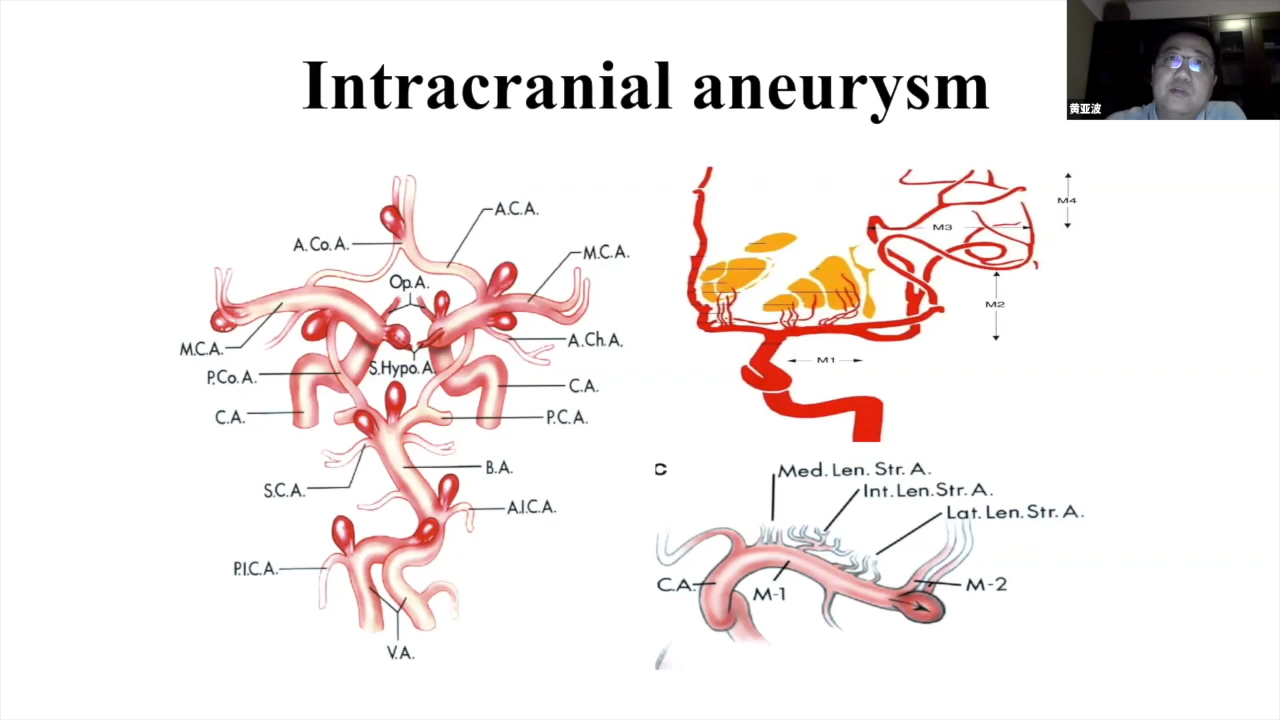 Intracranial aneurysm
黄亚波
A.C.A.
A.Co.A.
M.C.A.
Op.A.
M.C.A.
A.Ch.A.
S.Hypo.A.
P.Co.A.
C.A.
C.A.
P.C.A.
B.A.
S.C.A.
A.I.C.A.
P.I.C.A.
V.A.
M4
M3
M2
M1
C
Med. Len. Str. A.
Int. Len. Str. A.
Lat. Len. Str. A.
C.A.
M-1
M-2